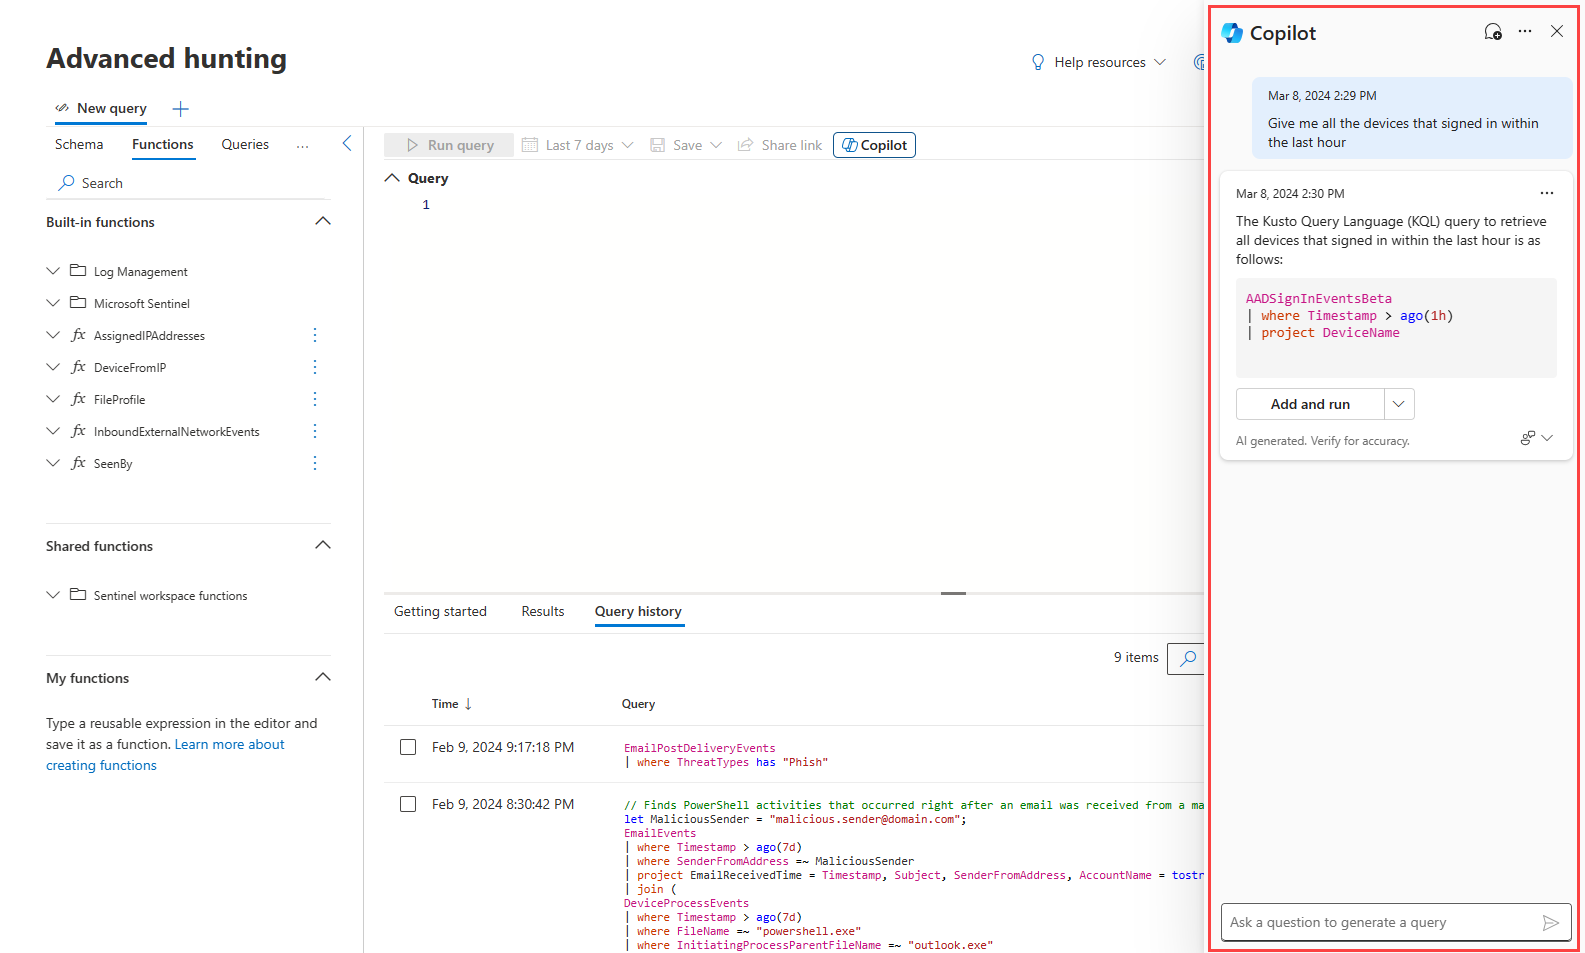 Advanced hunting
Help resources
New query
Schema Functions Queries ...
Search
Built-in functions
Log Management
Microsoft Sentinel
fx AssignedIPAddresses
fx DeviceFromIP
fx FileProfile
fx InboundExternalNetworkEvents
fx SeenBy
Shared functions
Sentinel workspace functions
My functions
Type a reusable expression in the editor and
save it as a function. Learn more about
creating functions
Run query Last 7 days Save Share link Copilot
Query
1
Getting started Results Query history
9 items
Time Query
Feb 9, 2024 9:17:18 PM
EmailPostDeliveryEvents
| where ThreatTypes has "Phish"
Feb 9, 2024 8:30:42 PM
// Finds PowerShell activities that occurred right after an email was received from a ma
let MaliciousSender = "malicious.sender@domain.com";
EmailEvents
| where Timestamp > ago(7d)
| where SenderFromAddress =~ MaliciousSender
| project EmailReceivedTime = Timestamp, Subject, SenderFromAddress, AccountName = tostr
| join (
DeviceProcessEvents
| where Timestamp > ago(7d)
| where FileName =~ "powershell.exe"
| where InitiatingProcessParentFileName =~ "outlook.exe"
Copilot
Mar 8, 2024 2:29 PM
Give me all the devices that signed in within
the last hour
Mar 8, 2024 2:30 PM
The Kusto Query Language (KQL) query to retrieve
all devices that signed in within the last hour is as
follows:
AADSignInEventsBeta
| where Timestamp > ago(1h)
| project DeviceName
Add and run
AI generated. Verify for accuracy.
Ask a question to generate a query